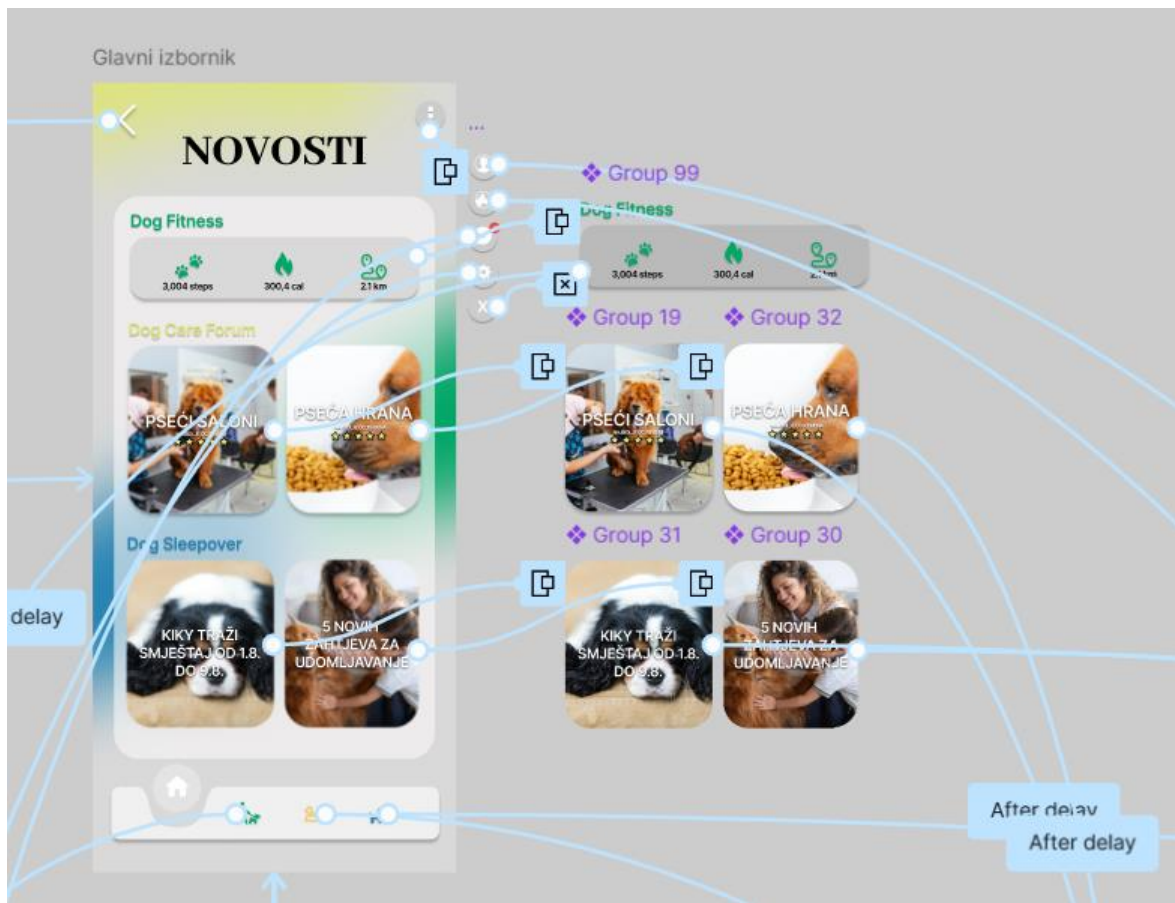 Glavni izbornik
NOVOSTI
...
Group 99
Dog Fitness
Dog Fitness
3,004 steps
300,4 cal
2.1 km
3,004 steps
300,4 cal
Group 19
Group 32
Dog Care Forum
PSEĆI SALONI
PSEĆA HRANA
PSEĆI SALONI
PSEĆA HRANA
Group 31
Group 30
Dog Sleepover
KIKY TRAŽI
SMJEŠTAJ OD 1.8.
DO 9.8.
5 NOVIH
ZAHTJEVA ZA
UDOMLJAVANJE
KIKY TRAŽI
SMJEŠTAJ OD 1.8.
DO 9.8.
5 NOVIH
ZAHTJEVA ZA
UDOMLJAVANJE
delay
After delay
After delay